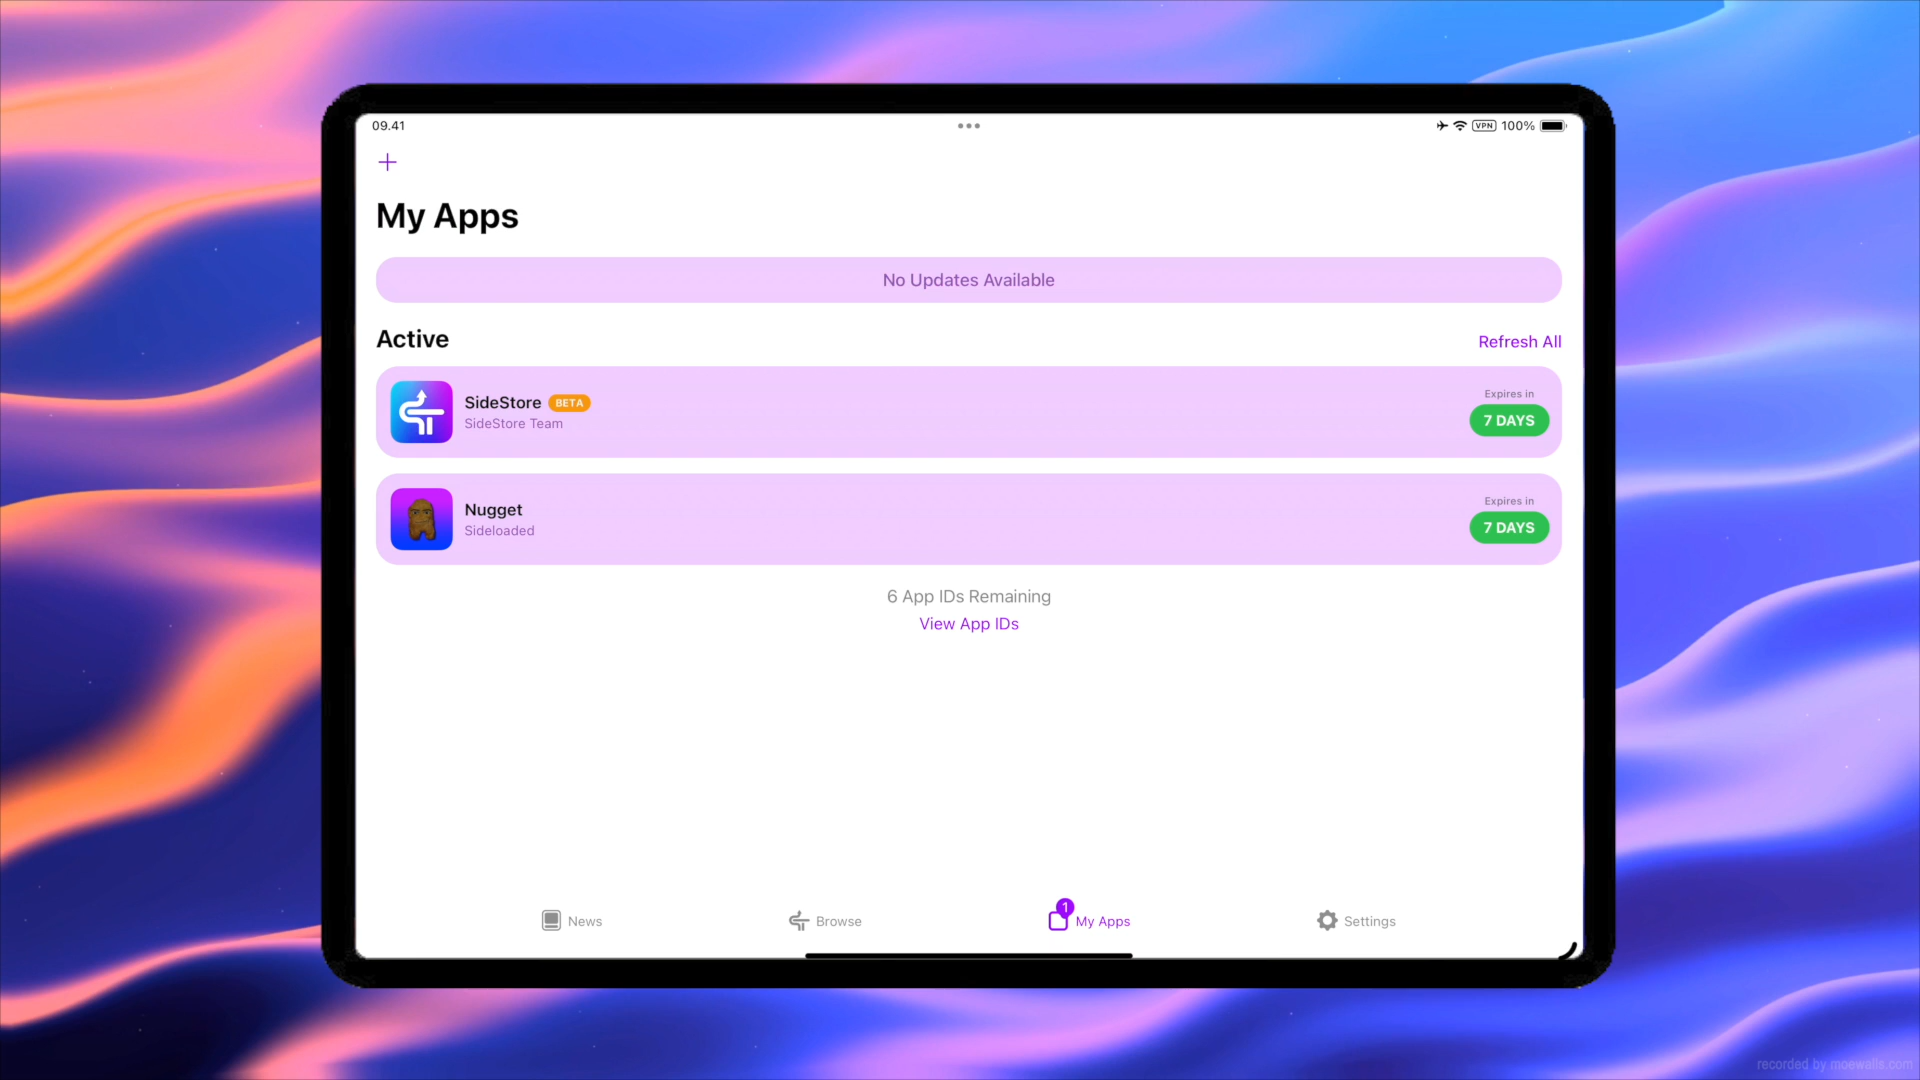 09.41
VPN 100%
My Apps
No Updates Available
Active
Refresh All
SideStore BETA
SideStore Team
Expires in
7 DAYS
Nugget
Sideloaded
Expires in
7 DAYS
6 App IDs Remaining
View App IDs
News
Browse
1
My Apps
Settings
recorded by moewalls.com